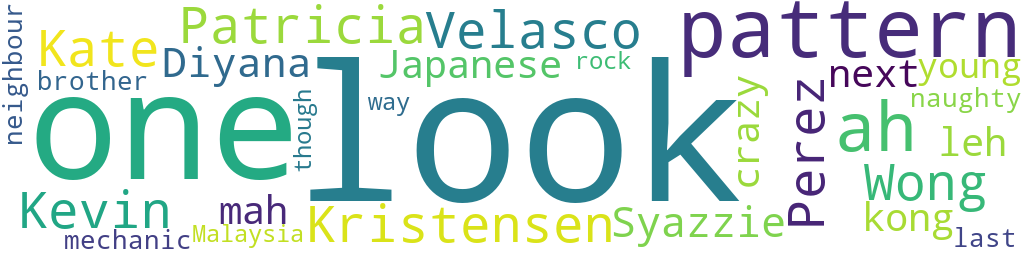 neighbour
Kate
brother
Patricia
Velasco
Diyana
Japanese
rock
pattern
next
young
naughty
one
look
way
though
crazy
Perez
ah
leh
Wong
kong
last
Kevin
mah
mechanic
Malaysia
Kristensen
Syazzie